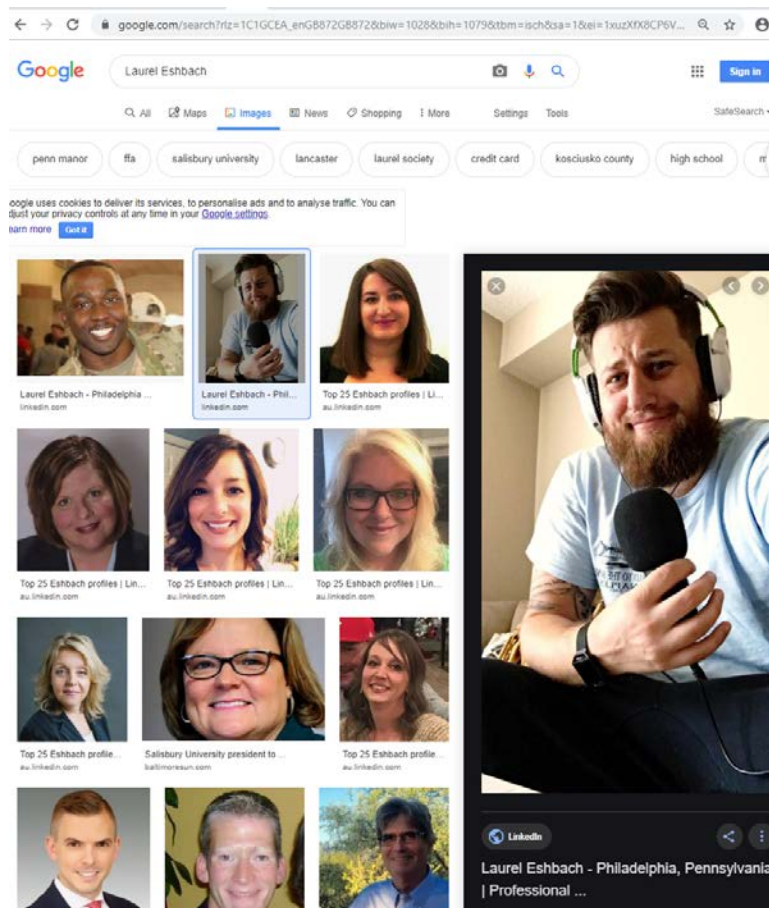 google.com/search?rlz=1C1GCEA_enGB872GB872&biw=1028&bih=1079&tbm=isch&sa=1&ei=1xuzXfX8CP6V...
Google
Laurel Eshbach
Sign in
All Maps Images News Shopping More Settings Tools
SafeSearch
penn manor ffa salisbury university lancaster laurel society credit card kosciusko county high school
oogle uses cookies to deliver its services, to personalise ads and to analyse traffic. You can
djust your privacy controls at any time in your Google settings.
earn more Got it
Laurel Eshbach - Philadelphia ...
linkedin.com
Laurel Eshbach - Phil...
linkedin.com
Top 25 Eshbach profiles | Li...
au.linkedin.com
Top 25 Eshbach profiles | Lin...
au.linkedin.com
Top 25 Eshbach profiles | Lin...
au.linkedin.com
Top 25 Eshbach profiles | Lin...
au.linkedin.com
Top 25 Eshbach profile...
au.linkedin.com
Salisbury University president to ...
baltimoresun.com
Top 25 Eshbach profile...
au.linkedin.com
LinkedIn
Laurel Eshbach - Philadelphia, Pennsylvania
| Professional ...